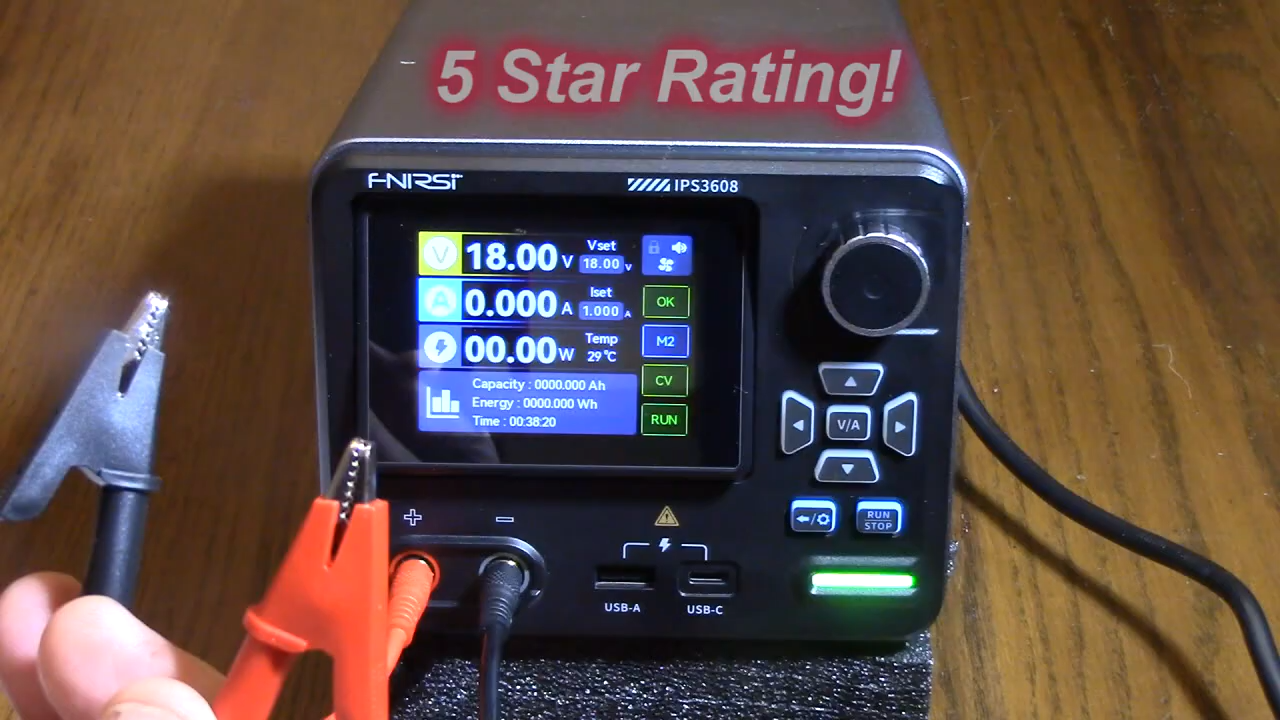 5 Star Rating!
FNIRSI
IPS3608
V 18.00 V Vset 18.00 V
A 0.000 A Iset 1.000 A
00.00 W Temp 29℃
Capacity : 0000.000 Ah
Energy : 0000.000 Wh
Time : 00:38:20
OK
M2
CV
RUN
V/A
RUN
STOP
+ −
USB-A USB-C